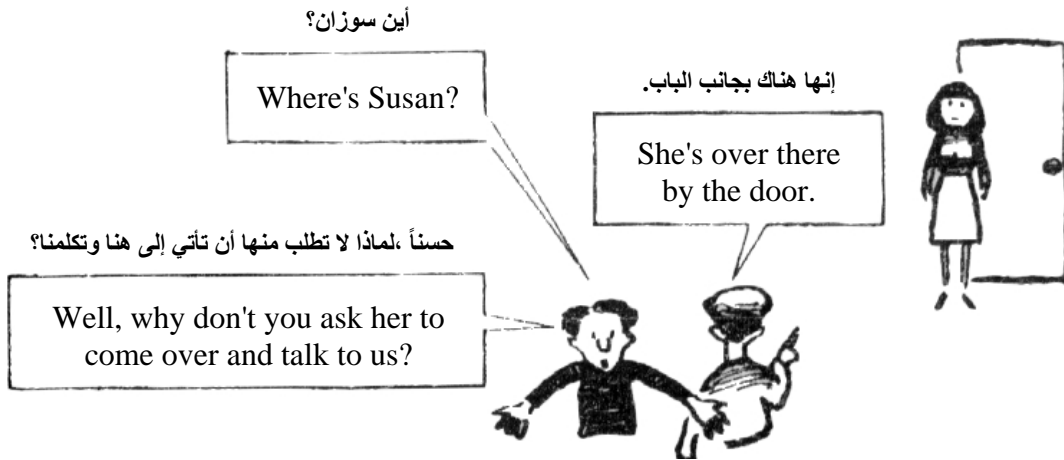 أين سوزان؟
Where's Susan?
إنها هناك بجانب الباب.
She's over there
by the door.
حسناً ،لماذا لا تطلب منها أن تأتي إلى هنا وتكلمنا؟
Well, why don't you ask her to
come over and talk to us?